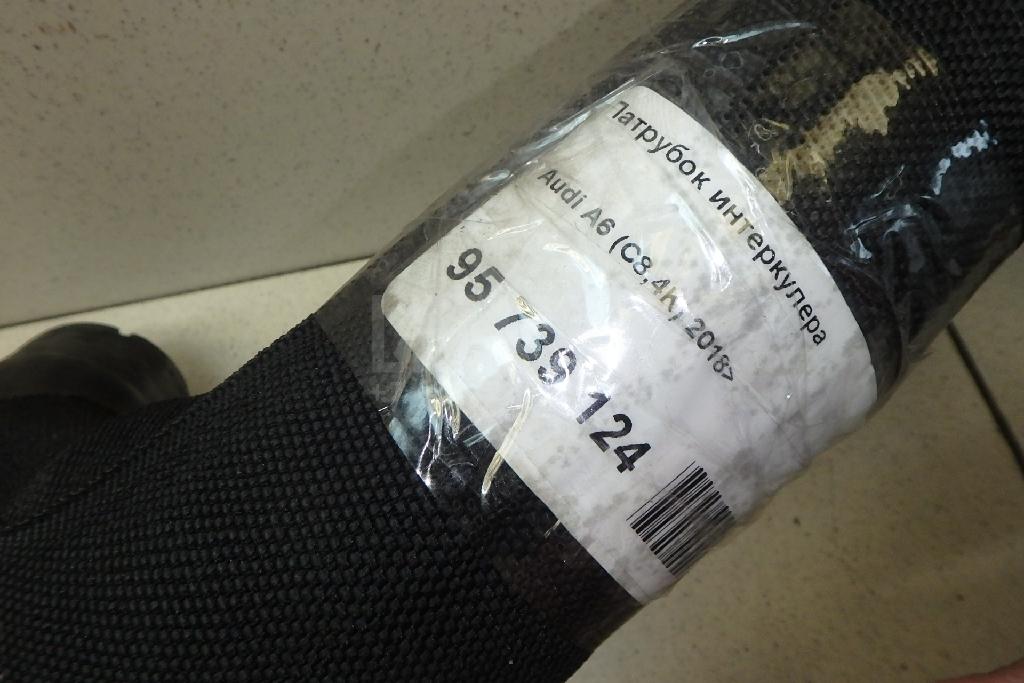 Патрубок интеркулера
Audi A6 (C8,4K) 2018>
95 739 124